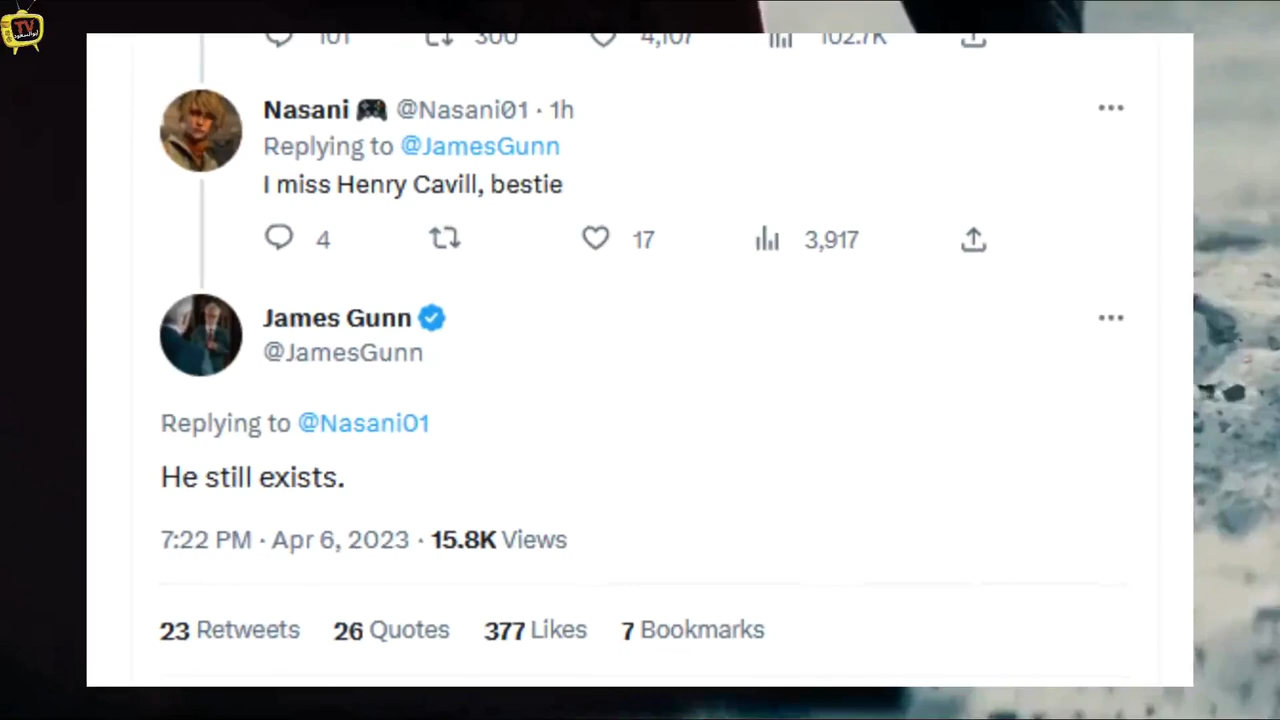 TV
ابوالسعود
101 300 4,107 102.7K
Nasani @Nasani01 · 1h
Replying to @JamesGunn
I miss Henry Cavill, bestie
4 17 3,917
James Gunn
@JamesGunn
Replying to @Nasani01
He still exists.
7:22 PM · Apr 6, 2023 · 15.8K Views
23 Retweets 26 Quotes 377 Likes 7 Bookmarks